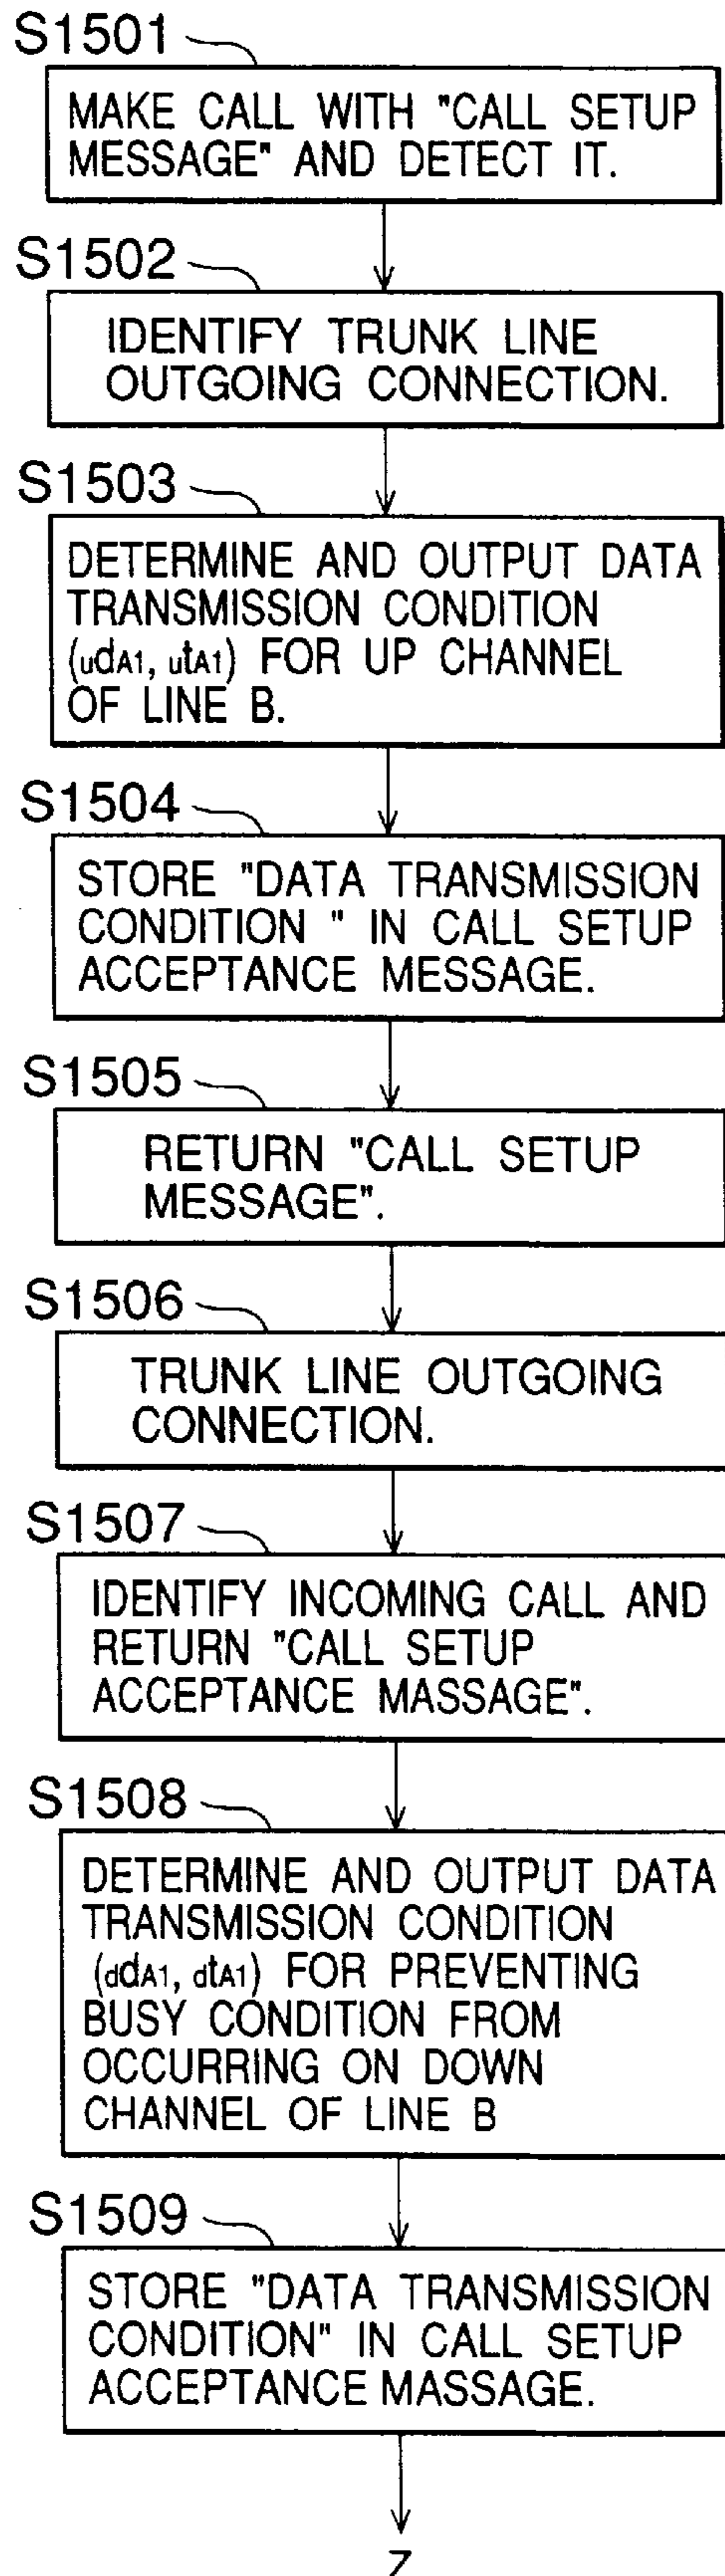 S1501
MAKE CALL WITH "CALL SETUP
MESSAGE" AND DETECT IT.
S1502
IDENTIFY TRUNK LINE
OUTGOING CONNECTION.
S1503
DETERMINE AND OUTPUT DATA
TRANSMISSION CONDITION
(udA1, utA1) FOR UP CHANNEL
OF LINE B.
S1504
STORE "DATA TRANSMISSION
CONDITION " IN CALL SETUP
ACCEPTANCE MESSAGE.
S1505
RETURN "CALL SETUP
MESSAGE".
S1506
TRUNK LINE OUTGOING
CONNECTION.
S1507
IDENTIFY INCOMING CALL AND
RETURN "CALL SETUP
ACCEPTANCE MASSAGE".
S1508
DETERMINE AND OUTPUT DATA
TRANSMISSION CONDITION
(ddA1, dtA1) FOR PREVENTING
BUSY CONDITION FROM
OCCURRING ON DOWN
CHANNEL OF LINE B
S1509
STORE "DATA TRANSMISSION
CONDITION" IN CALL SETUP
ACCEPTANCE MASSAGE.
Z